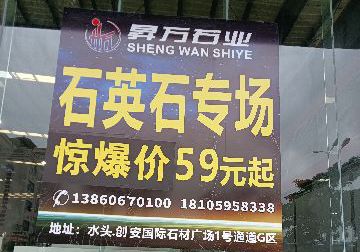 昇万石业
SHENG WAN SHIYE
石英石专场
惊爆价59元起
13860670100 18105958338
地址:水头.创安国际石材广场1号通道G区